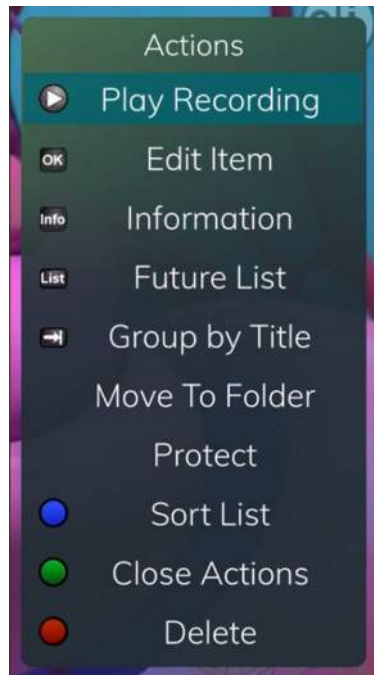 Actions
Play Recording
OK Edit Item
Info Information
List Future List
Group by Title
Move To Folder
Protect
Sort List
Close Actions
Delete